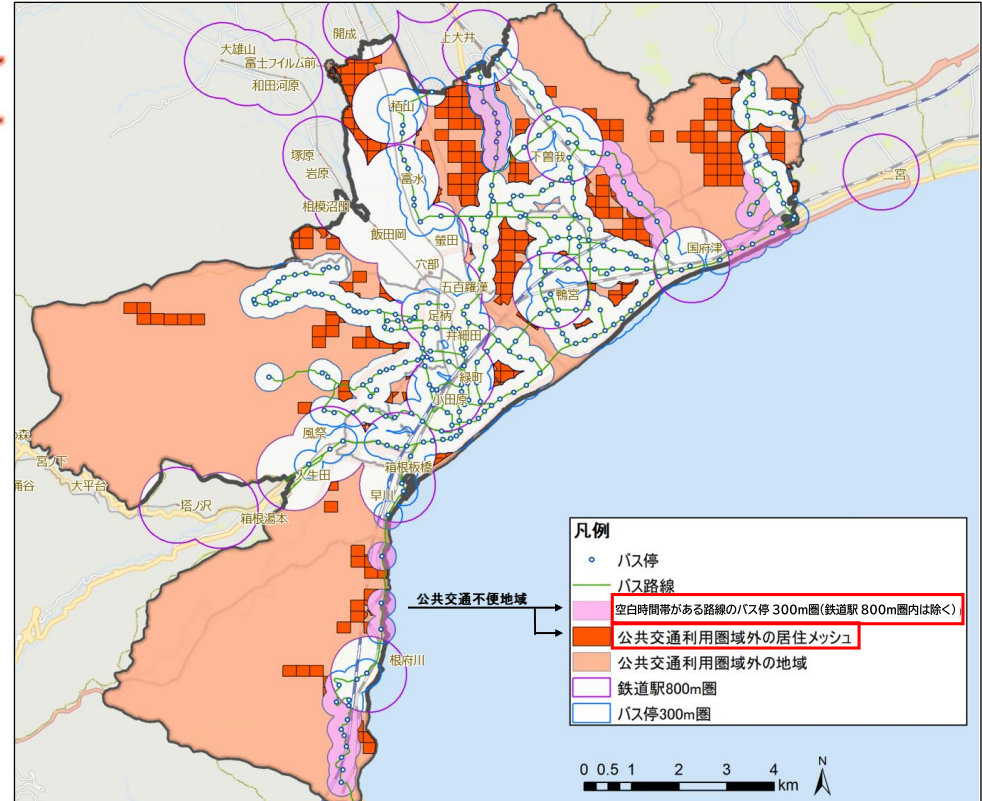 開成
上大井
大雄山
富士フイルム前
和田河原
栢山
塚原
岩原
下曽我
富水
二宮
相模沼田
飯田岡
螢田
国府津
穴部
五百羅漢
鴨宮
足柄
井細田
緑町
小田原
風祭
の森
宮ノ下
箱根板橋
入生田
涌谷
大平台
早川
塔ノ沢
箱根湯本
根府川
公共交通不便地域
凡例
バス停
バス路線
空白時間帯がある路線のバス停 300m圏(鉄道駅 800m圏内は除く)
公共交通利用圏域外の居住メッシュ
公共交通利用圏域外の地域
鉄道駅800m圏
バス停300m圏
0 0.5 1 2 3 4
km
N